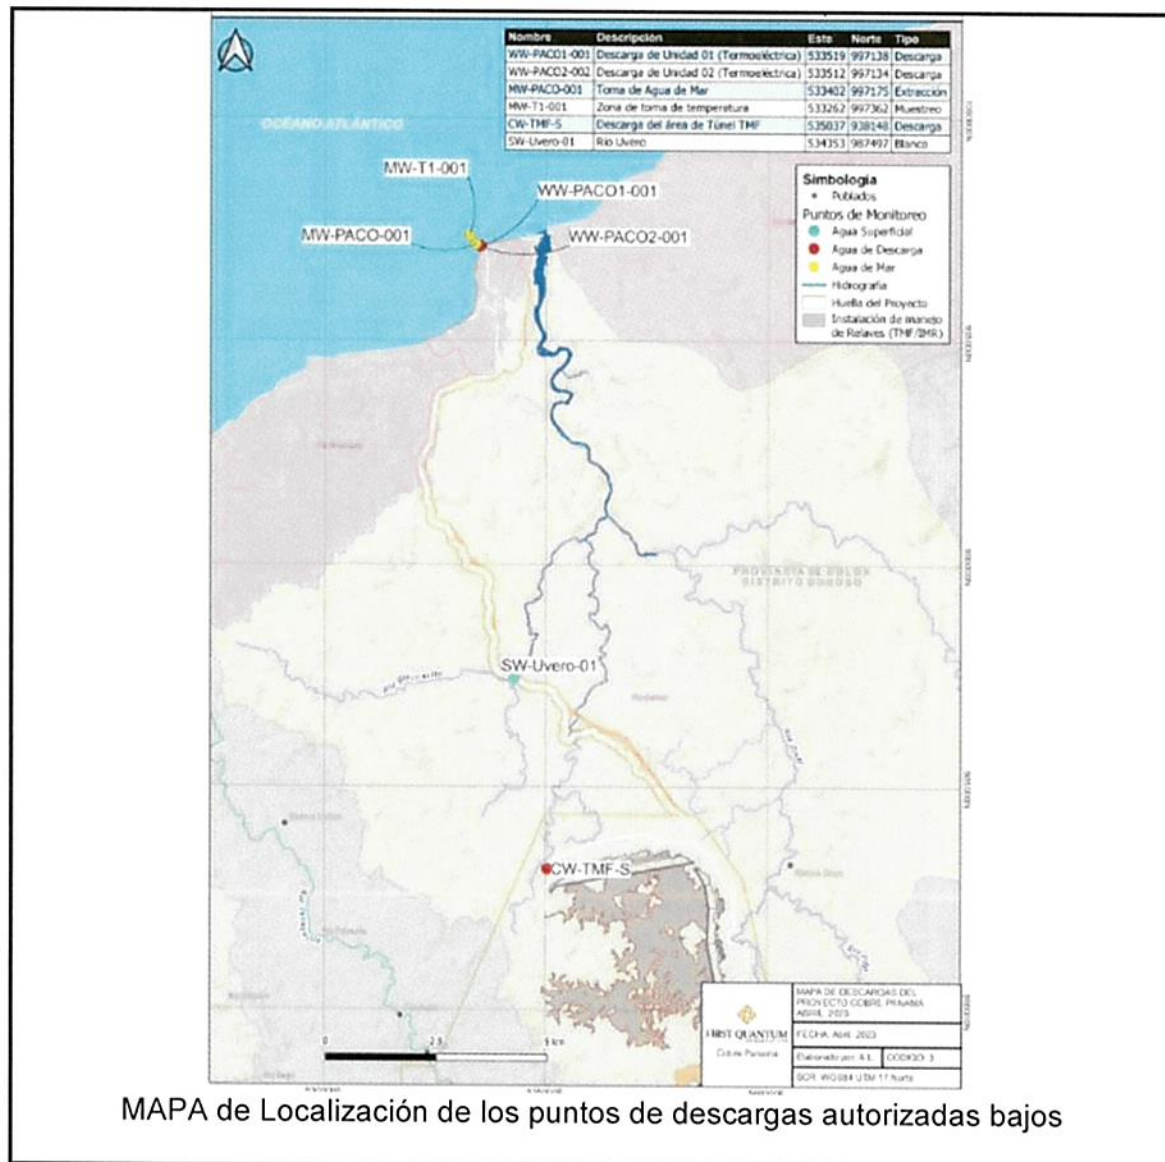 Nombre Descripción Este Norte Tipo
WW-PACO1-001 Descarga de Unidad 01 (Termoeléctrica) 533519 997138 Descarga
WW-PACO2-002 Descarga de Unidad 02 (Termoeléctrica) 533512 997134 Descarga
MW-PACO-001 Toma de Agua de Mar 533402 997175 Extracción
MW-T1-001 Zona de toma de temperatura 533262 997362 Muestreo
CW-TMF-S Descarga del área de Túnel TMF 535037 938148 Descarga
SW-Uvero-01 Río Uvero 534353 987497 Blanco
OCEANO ATLÁNTICO
MW-T1-001
WW-PACO1-001
MW-PACO-001
WW-PACO2-001
Simbología
Poblados
Puntos de Monitoreo
Agua Superficial
Agua de Descarga
Agua de Mar
Hidrografía
Huella del Proyecto
Instalación de manejo
de Relaves (TMF/IMR)
PROVINCIA DE COLON
DISTRITO DONOSO
SW-Uvero-01
CW-TMF-S
0 2.5 5 km
FIRST QUANTUM
Cobre Panamá
MAPA DE DESCARGAS DEL
PROYECTO COBRE PANAMÁ
ABRIL, 2023
FECHA: Abril, 2023
Elaborado por: A.L. CODIGO: 3
SCR: WGS84 UTM 17 Norte
MAPA de Localización de los puntos de descargas autorizadas bajos